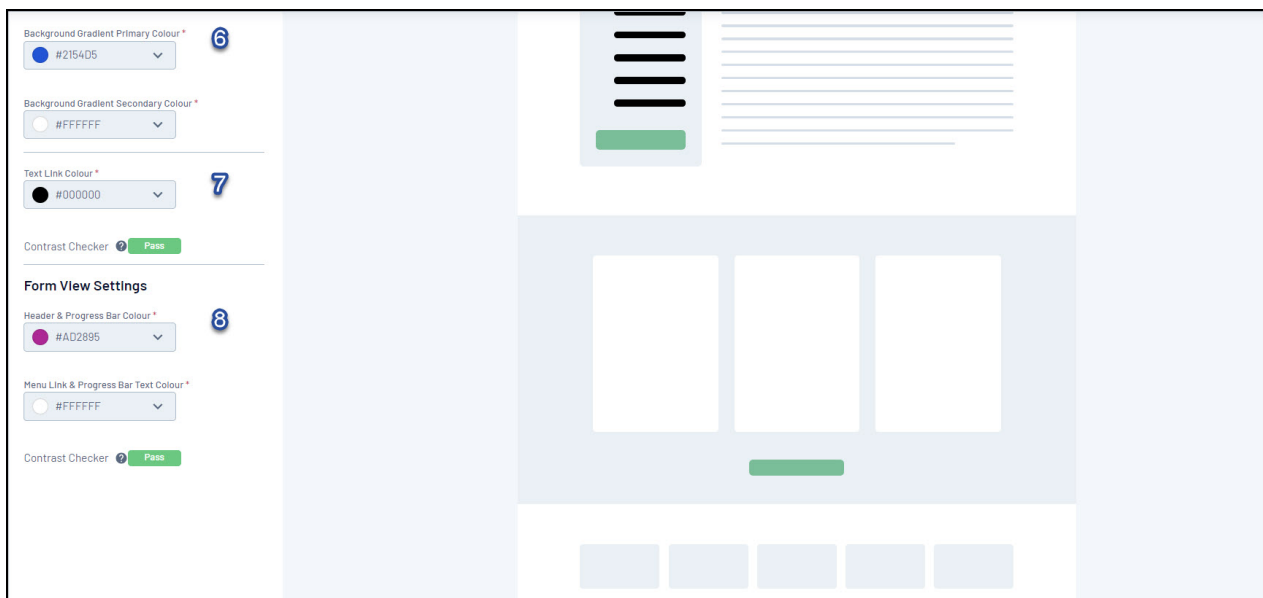 Background Gradient Primary Colour *
6
#2154D5
Background Gradient Secondary Colour *
#FFFFFF
Text Link Colour *
7
#000000
Contrast Checker ? Pass
Form View Settings
Header & Progress Bar Colour *
8
#AD2895
Menu Link & Progress Bar Text Colour *
#FFFFFF
Contrast Checker ? Pass